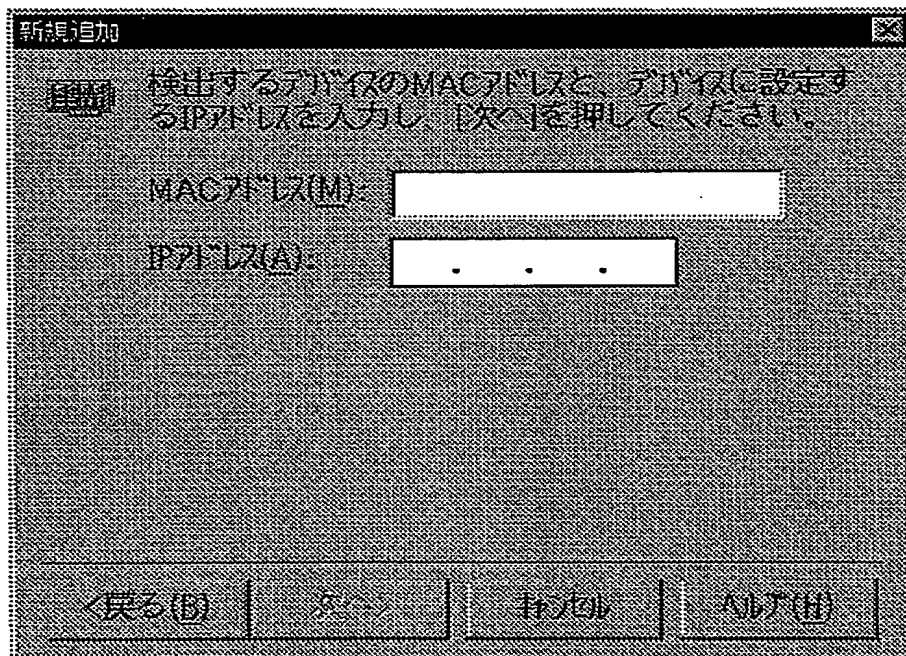 新規追加
検出するデバイスのMACアドレスと、デバイスに設定す
るIPアドレスを入力し、[次へ]を押してください。
MACアドレス(M):
IPアドレス(A):
. . .
<戻る(B)
次へ>
キャンセル
ヘルプ(H)